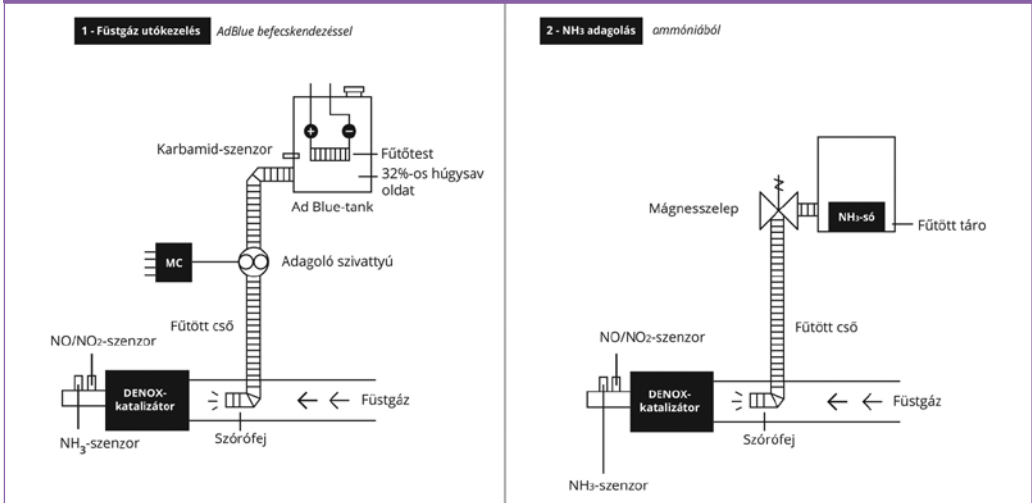 1 - Füstgáz utókezelés AdBlue befecskendezéssel
Karbamid-szenzor
+
−
Fűtőtest
32%-os húgysav
oldat
Ad Blue-tank
MC
Adagoló szivattyú
Fűtött cső
NO/NO₂-szenzor
DENOX-
katalizátor
Füstgáz
Szórófej
NH₃-szenzor
2 - NH₃ adagolás ammóniából
Mágnesszelep
NH₃-só
Fűtött táro
Fűtött cső
NO/NO₂-szenzor
DENOX-
katalizátor
Füstgáz
Szórófej
NH₃-szenzor